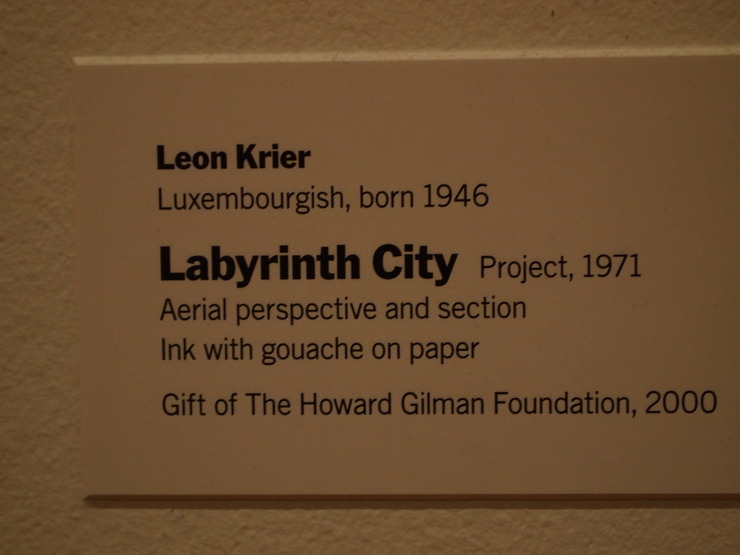 Leon Krier
Luxembourgish, born 1946
Labyrinth City Project, 1971
Aerial perspective and section
Ink with gouache on paper
Gift of The Howard Gilman Foundation, 2000